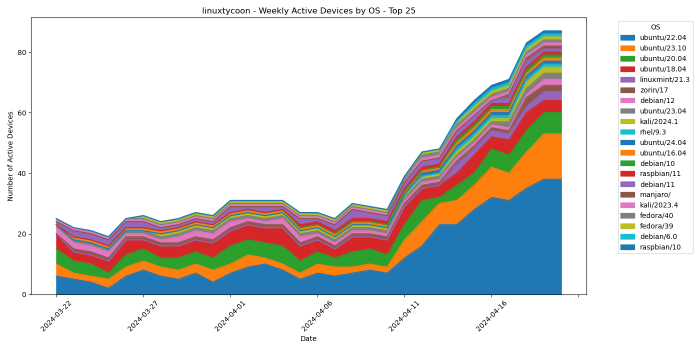 linuxtycoon - Weekly Active Devices by OS - Top 25
Number of Active Devices
80
60
40
20
0
2024-03-22
2024-03-27
2024-04-01
2024-04-06
2024-04-11
2024-04-16
Date
OS
ubuntu/22.04
ubuntu/23.10
ubuntu/20.04
ubuntu/18.04
linuxmint/21.3
zorin/17
debian/12
ubuntu/23.04
kali/2024.1
rhel/9.3
ubuntu/24.04
ubuntu/16.04
debian/10
raspbian/11
debian/11
manjaro/
kali/2023.4
fedora/40
fedora/39
debian/6.0
raspbian/10